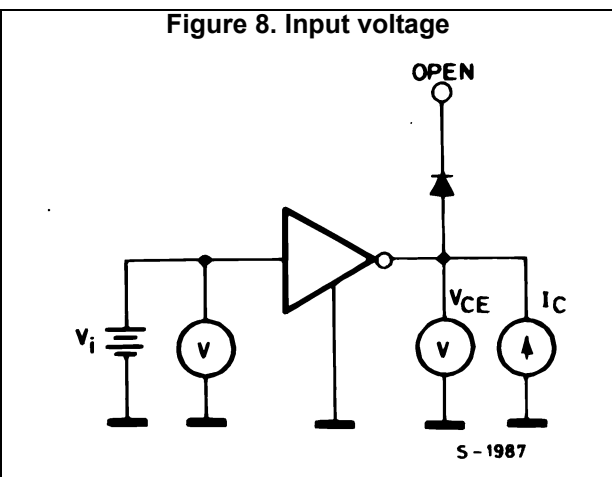 Figure 8. Input voltage
OPEN
VCE
IC
Vi
V
V
S-1987